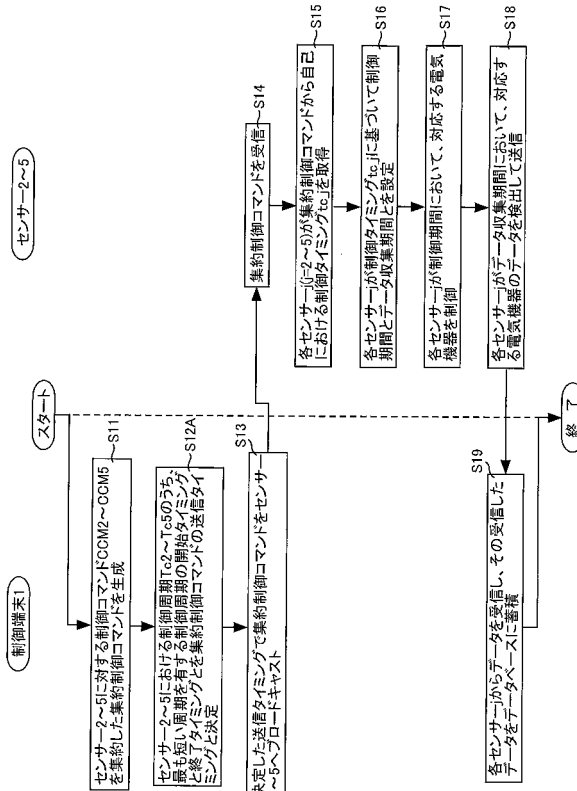 制御端末1
センサー2～5
スタート
S11
センサー2～5に対する制御コマンドCCM2～CCM5
を集約した集約制御コマンドを生成
S12A
センサー2～5における制御周期Tc2～Tc5のうち、
最も短い周期を有する制御周期の開始タイミング
と終了タイミングとを集約制御コマンドの送信タイ
ミングと決定
S13
決定した送信タイミングで集約制御コマンドをセンサー
～5へブロードキャスト
S14
集約制御コマンドを受信
S15
各センサーj(j=2～5)が集約制御コマンドから自己
における制御タイミングtc_jを取得
S16
各センサーjが制御タイミングtc_jに基づいて制御
期間とデータ収集期間とを設定
S17
各センサーjが制御期間において、対応する電気
機器を制御
S18
各センサーjがデータ収集期間において、対応す
る電気機器のデータを検出して送信
S19
各センサーjからデータを受信し、その受信した
データをデータベースに蓄積
終了